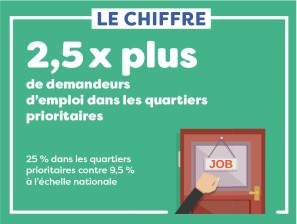 LE CHIFFRE
2,5 x plus
de demandeurs
d'emploi dans les quartiers
prioritaires
25 % dans les quartiers
prioritaires contre 9,5 %
à l'échelle nationale
JOB